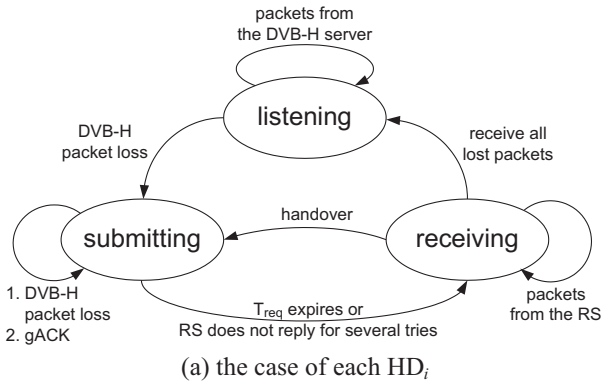 packets from
the DVB-H server
listening
DVB-H
packet loss
receive all
lost packets
handover
submitting
receiving
1. DVB-H
packet loss
2. gACK
T_req expires or
RS does not reply for several tries
packets
from the RS
(a) the case of each HD_i